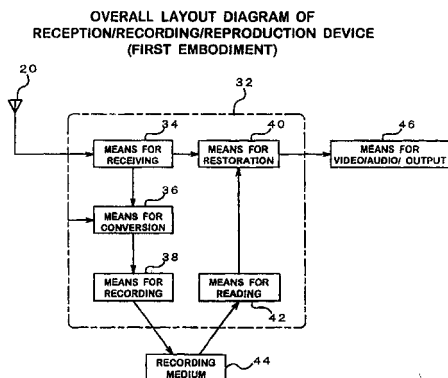 OVERALL LAYOUT DIAGRAM OF
RECEPTION/RECORDING/REPRODUCTION DEVICE
(FIRST EMBODIMENT)
20
32
34
40
46
MEANS FOR
RECEIVING
MEANS FOR
RESTORATION
MEANS FOR
VIDEO/AUDIO/ OUTPUT
36
MEANS FOR
CONVERSION
38
MEANS FOR
RECORDING
MEANS FOR
READING
42
RECORDING
MEDIUM
44